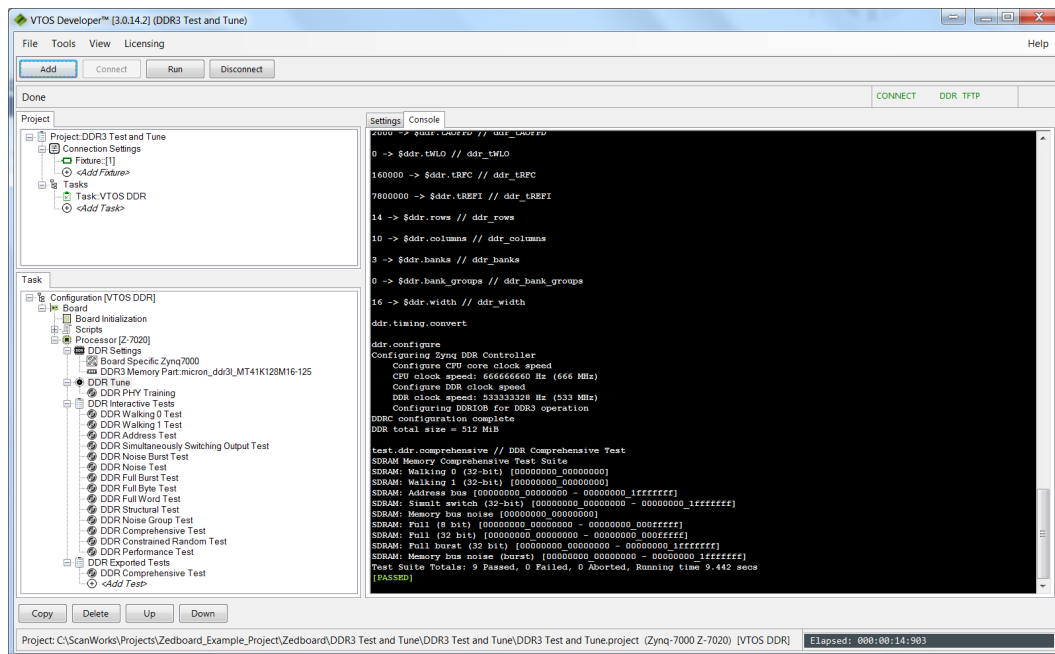 VTOS Developer™ [3.0.14.2] (DDR3 Test and Tune)
File Tools View Licensing Help
Add Connect Run Disconnect
Done CONNECT DDR TFTP
Project
Project:DDR3 Test and Tune
Connection Settings
Fixture::[1]
<Add Fixture>
Tasks
Task::VTOS DDR
<Add Task>
Task
Configuration [VTOS DDR]
Board
Board Initialization
Scripts
Processor [Z-7020]
DDR Settings
Board Specific Zynq7000
DDR3 Memory Part:micron_ddr3l_MT41K128M16-125
DDR Tune
DDR PHY Training
DDR Interactive Tests
DDR Walking 0 Test
DDR Walking 1 Test
DDR Address Test
DDR Simultaneously Switching Output Test
DDR Noise Burst Test
DDR Noise Test
DDR Full Burst Test
DDR Full Byte Test
DDR Full Word Test
DDR Structural Test
DDR Noise Group Test
DDR Comprehensive Test
DDR Constrained Random Test
DDR Performance Test
DDR Exported Tests
DDR Comprehensive Test
<Add Test>
Settings Console
0 -> $ddr.tWLO // ddr_tWLO
160000 -> $ddr.tRFC // ddr_tRFC
7800000 -> $ddr.tREFI // ddr_tREFI
14 -> $ddr.rows // ddr_rows
10 -> $ddr.columns // ddr_columns
3 -> $ddr.banks // ddr_banks
0 -> $ddr.bank_groups // ddr_bank_groups
16 -> $ddr.width // ddr_width
ddr.timing.convert
ddr.configure
Configuring Zynq DDR Controller
Configure CPU core clock speed
CPU clock speed: 666666660 Hz (666 MHz)
Configure DDR clock speed
DDR clock speed: 533333328 Hz (533 MHz)
Configuring DDRIOB for DDR3 operation
DDRC configuration complete
DDR total size = 512 MiB
test.ddr.comprehensive // DDR Comprehensive Test
SDRAM Memory Comprehensive Test Suite
SDRAM: Walking 0 (32-bit) [00000000_00000000]
SDRAM: Walking 1 (32-bit) [00000000_00000000]
SDRAM: Address bus [00000000_00000000 - 00000000_1fffffff]
SDRAM: Simult switch (32-bit) [00000000_00000000 - 00000000_1fffffff]
SDRAM: Memory bus noise [00000000_00000000]
SDRAM: Full (8 bit) [00000000_00000000 - 00000000_000fffff]
SDRAM: Full (32 bit) [00000000_00000000 - 00000000_000fffff]
SDRAM: Full burst (32 bit) [00000000_00000000 - 00000000_1fffffff]
SDRAM: Memory bus noise (burst) [00000000_00000000 - 00000000_1fffffff]
Test Suite Totals: 9 Passed, 0 Failed, 0 Aborted, Running time 9.442 secs
[PASSED]
Copy Delete Up Down
Project: C:\ScanWorks\Projects\Zedboard_Example_Project\Zedboard\DDR3 Test and Tune\DDR3 Test and Tune\DDR3 Test and Tune.project (Zynq-7000 Z-7020) [VTOS DDR] Elapsed: 000:00:14:903